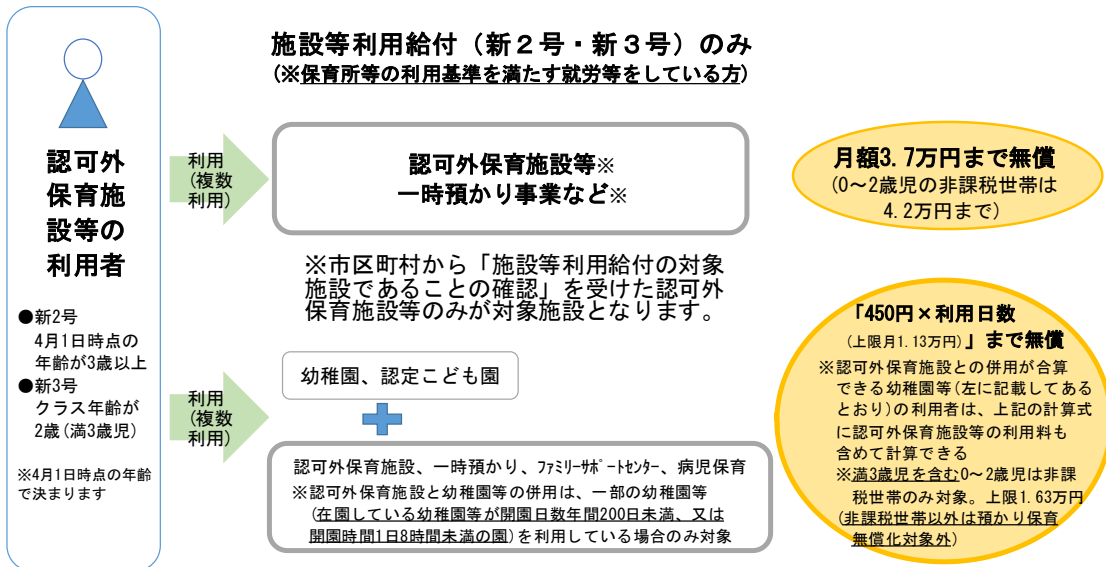 施設等利用給付（新２号・新３号）のみ
(※保育所等の利用基準を満たす就労等をしている方)
認可外
保育施
設等の
利用者
●新2号
4月1日時点の
年齢が3歳以上
●新3号
クラス年齢が
2歳(満3歳児)
※4月1日時点の年齢
で決まります
利用
(複数
利用)
認可外保育施設等※
一時預かり事業など※
月額3.7万円まで無償
(0～2歳児の非課税世帯は
4.2万円まで)
※市区町村から「施設等利用給付の対象
施設であることの確認」を受けた認可外
保育施設等のみが対象施設となります。
利用
(複数
利用)
幼稚園、認定こども園
認可外保育施設、一時預かり、ﾌｧﾐﾘｰｻﾎﾟｰﾄｾﾝﾀｰ、病児保育
※認可外保育施設と幼稚園等の併用は、一部の幼稚園等
(在園している幼稚園等が開園日数年間200日未満、又は
開園時間1日8時間未満の園)を利用している場合のみ対象
「450円×利用日数
(上限月1.13万円)」まで無償
※認可外保育施設との併用が合算
できる幼稚園等(左に記載してある
とおり)の利用者は、上記の計算式
に認可外保育施設等の利用料も
含めて計算できる
※満3歳児を含む0～2歳児は非課
税世帯のみ対象。上限1.63万円
(非課税世帯以外は預かり保育
無償化対象外)